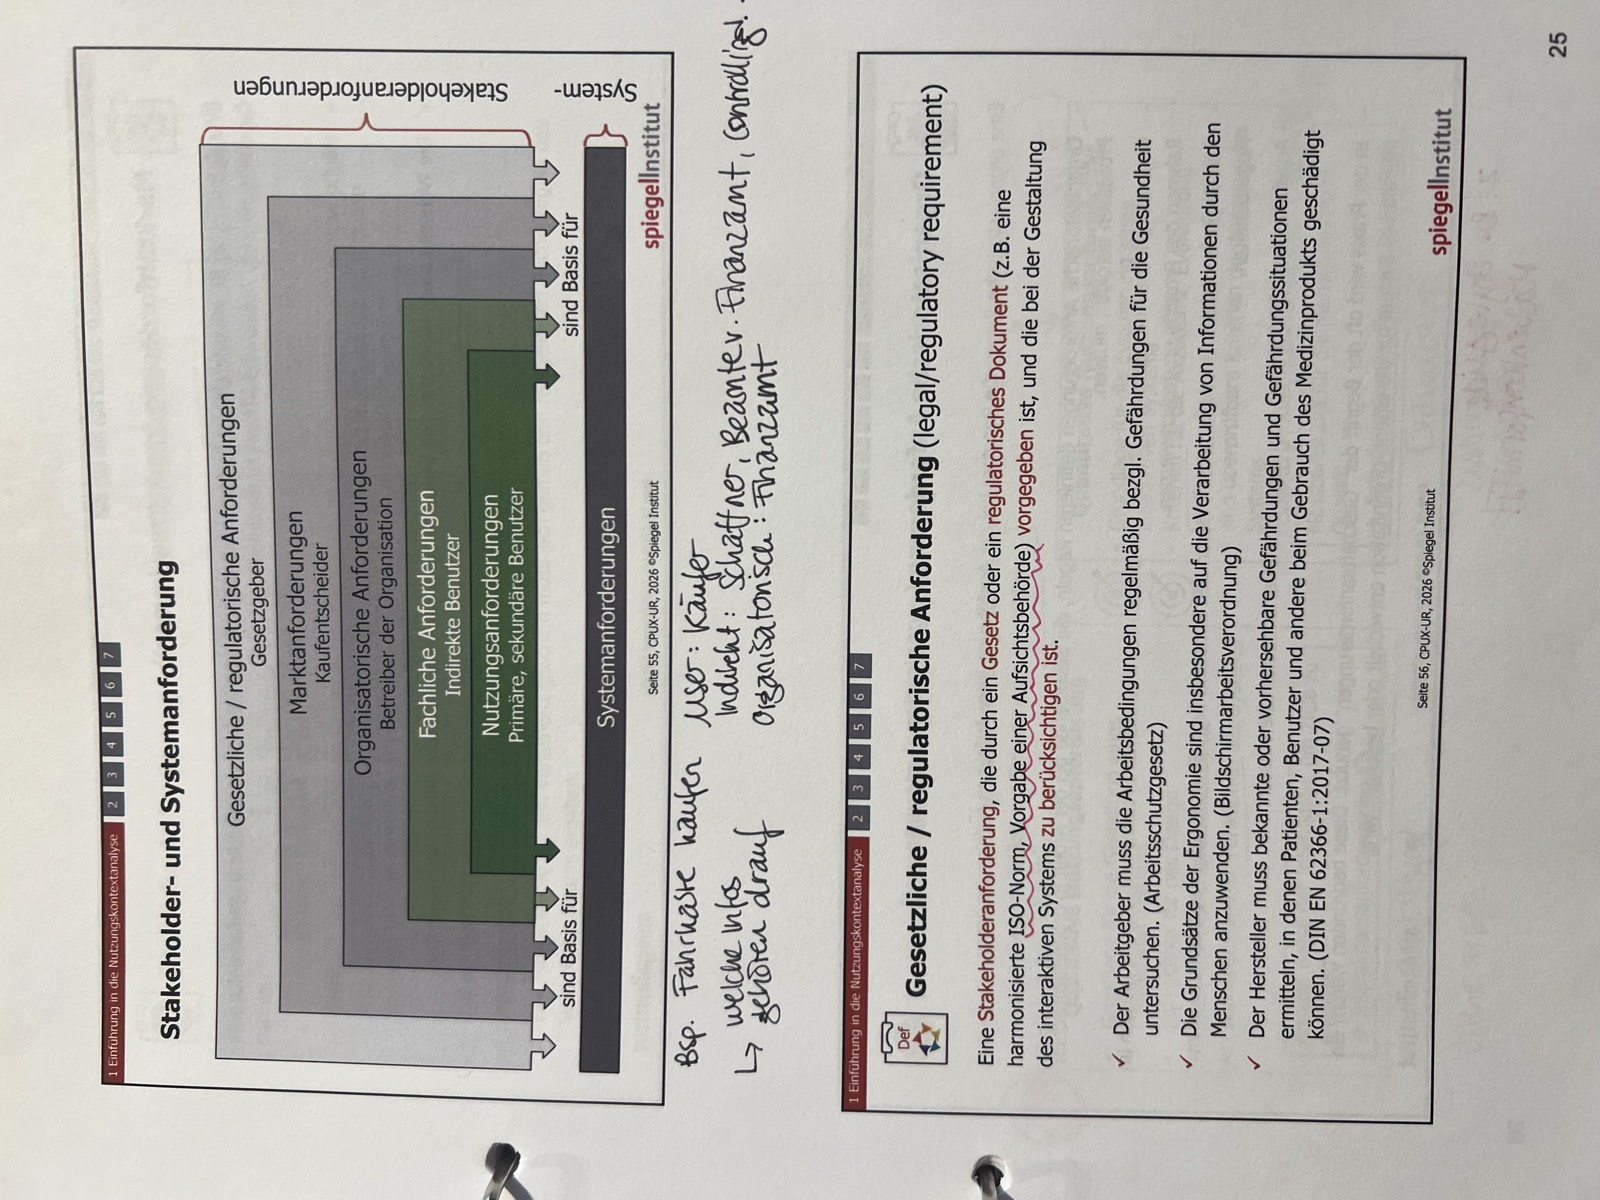 1 Einführung in die Nutzungskontextanalyse 2 3 4 5 6 7
Stakeholder- und Systemanforderung
Gesetzliche / regulatorische Anforderungen
Gesetzgeber
Marktanforderungen
Kaufentscheider
Organisatorische Anforderungen
Betreiber der Organisation
Fachliche Anforderungen
Indirekte Benutzer
Nutzungsanforderungen
Primäre, sekundäre Benutzer
Stakeholderanforderungen
sind Basis für
sind Basis für
Systemanforderungen
System-
Seite 55, CPUX-UR, 2026 ©Spiegel Institut
spiegelInstitut
Bsp. Fahrkarte kaufen
↳ welche Infos
gehören drauf
User: Käufer
Indirekt: Schaffner, Beamter Finanzamt, Controlling
Organisatorisch: Finanzamt
1 Einführung in die Nutzungskontextanalyse 2 3 4 5 6 7
Def
Gesetzliche / regulatorische Anforderung (legal/regulatory requirement)
Eine Stakeholderanforderung, die durch ein Gesetz oder ein regulatorisches Dokument (z.B. eine
harmonisierte ISO-Norm, Vorgabe einer Aufsichtsbehörde) vorgegeben ist, und die bei der Gestaltung
des interaktiven Systems zu berücksichtigen ist.
✓ Der Arbeitgeber muss die Arbeitsbedingungen regelmäßig bezgl. Gefährdungen für die Gesundheit
untersuchen. (Arbeitsschutzgesetz)
✓ Die Grundsätze der Ergonomie sind insbesondere auf die Verarbeitung von Informationen durch den
Menschen anzuwenden. (Bildschirmarbeitsverordnung)
✓ Der Hersteller muss bekannte oder vorhersehbare Gefährdungen und Gefährdungssituationen
ermitteln, in denen Patienten, Benutzer und andere beim Gebrauch des Medizinprodukts geschädigt
können. (DIN EN 62366-1:2017-07)
Seite 56, CPUX-UR, 2026 ©Spiegel Institut
spiegelInstitut
25